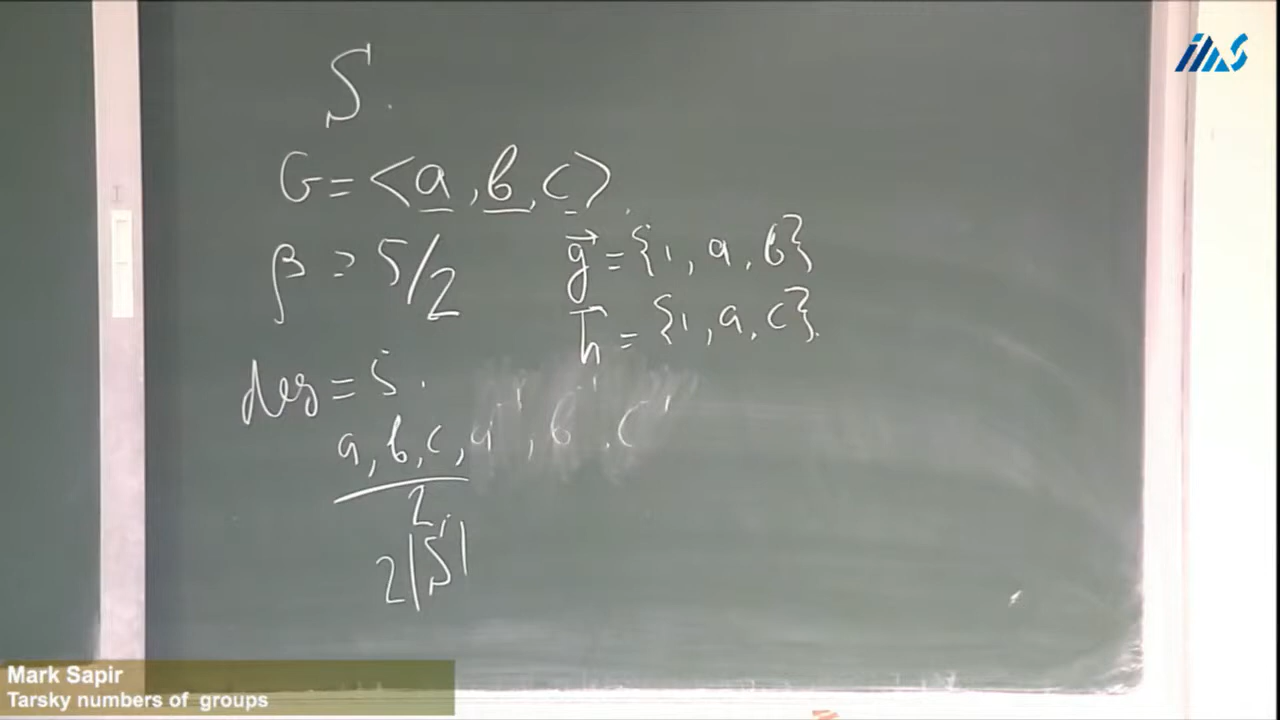 S.
G = <a, b, c>.
β ≥ 5/2
g⃗ = {1, a, b}
h⃗ = {1, a, c}.
deg = 5.
a, b, c, a⁻¹, b⁻¹, c⁻¹
2
2|S|
Mark Sapir
Tarsky numbers of groups